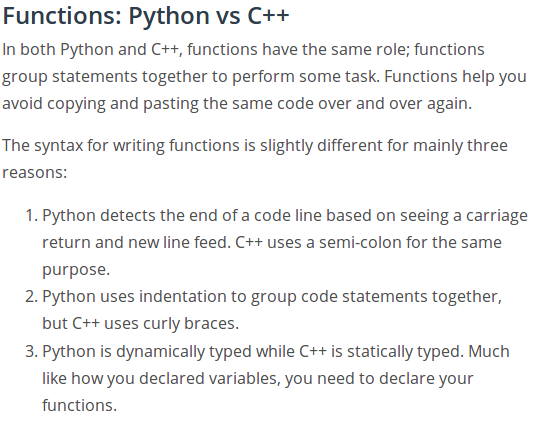 Functions: Python vs C++
In both Python and C++, functions have the same role; functions
group statements together to perform some task. Functions help you
avoid copying and pasting the same code over and over again.
The syntax for writing functions is slightly different for mainly three
reasons:
1. Python detects the end of a code line based on seeing a carriage
return and new line feed. C++ uses a semi-colon for the same
purpose.
2. Python uses indentation to group code statements together,
but C++ uses curly braces.
3. Python is dynamically typed while C++ is statically typed. Much
like how you declared variables, you need to declare your
functions.